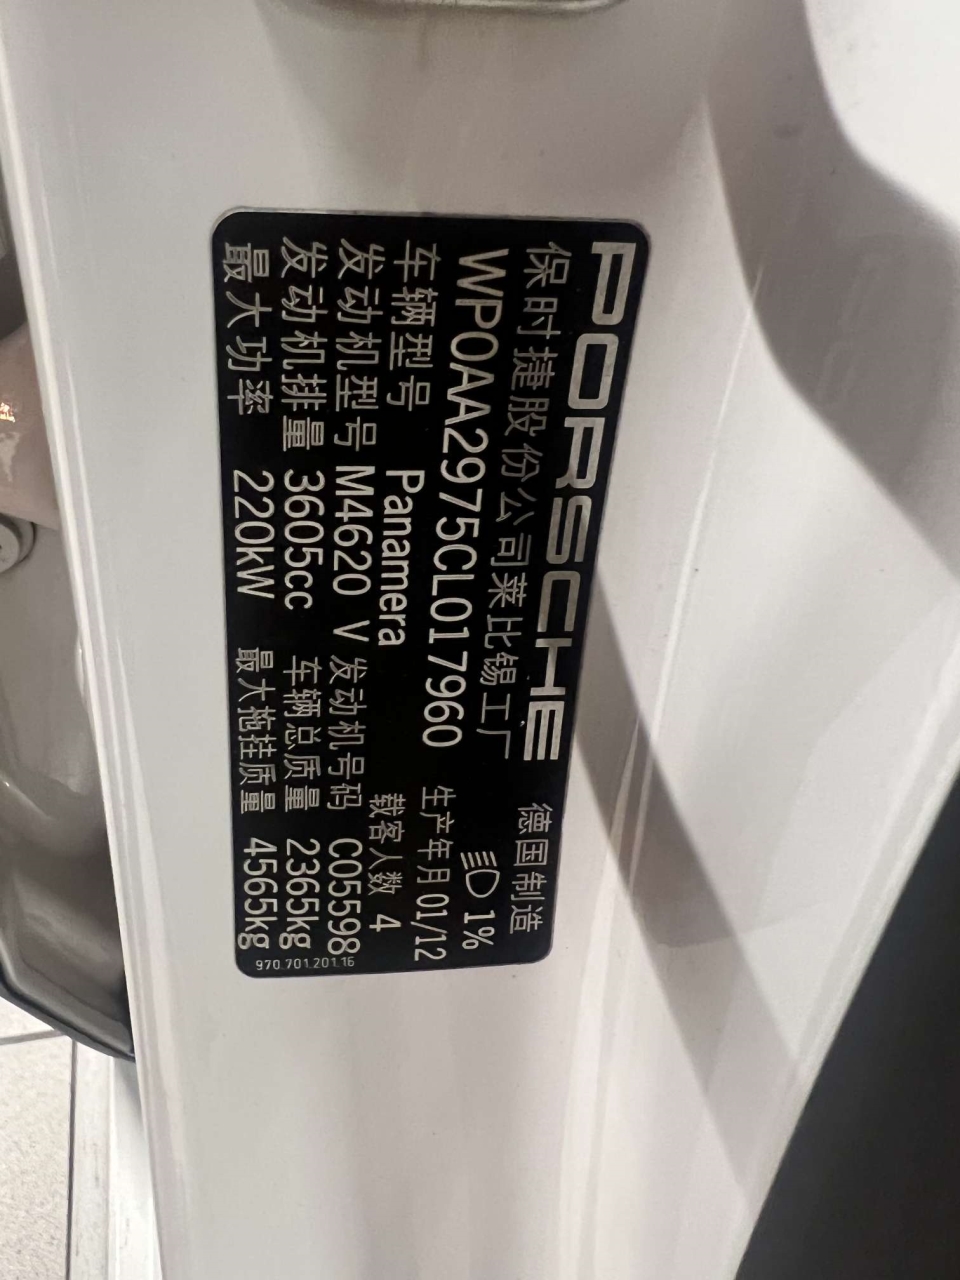 PORSCHE
保时捷股份公司莱比锡工厂 德国制造
WP0AA2975CL017960 1%
生产年月 01/12
车辆型号 Panamera 载客人数 4
发动机型号 M4620 V 发动机号码 C05598
发动机排量 3605cc 车辆总质量 2365kg
最大功率 220kW 最大拖挂质量 4565kg
970.701.201.16